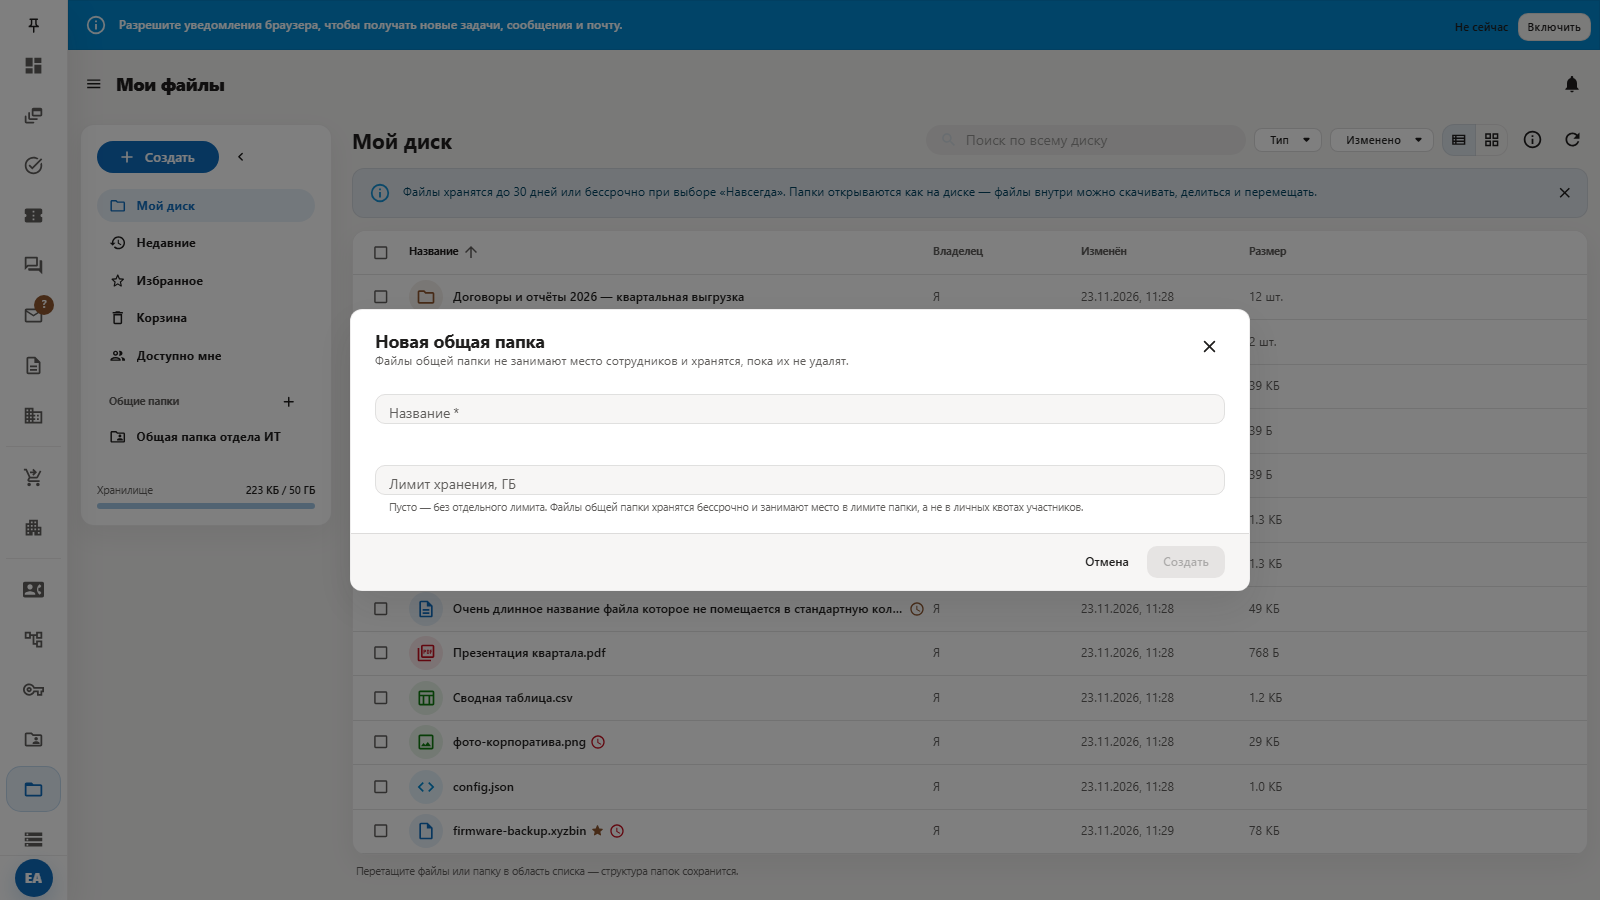 Разрешите уведомления браузера, чтобы получать новые задачи, сообщения и почту.
Не сейчас
Включить
Мои файлы
Создать
Мой диск
Недавние
Избранное
Корзина
Доступно мне
Общие папки
Общая папка отдела ИТ
Хранилище
223 КБ / 50 ГБ
?
EA
Мой диск
Поиск по всему диску
Тип
Изменено
Файлы хранятся до 30 дней или бессрочно при выборе «Навсегда». Папки открываются как на диске — файлы внутри можно скачивать, делиться и перемещать.
Название
Владелец
Изменён
Размер
Договоры и отчёты 2026 — квартальная выгрузка
Я
23.11.2026, 11:28
12 шт.
2 шт.
39 КБ
39 Б
39 Б
1.3 КБ
1.3 КБ
Новая общая папка
Файлы общей папки не занимают место сотрудников и хранятся, пока их не удалят.
Название *
Лимит хранения, ГБ
Пусто — без отдельного лимита. Файлы общей папки хранятся бессрочно и занимают место в лимите папки, а не в личных квотах участников.
Отмена
Создать
Очень длинное название файла которое не помещается в стандартную кол...
Я
23.11.2026, 11:28
49 КБ
PDF
Презентация квартала.pdf
Я
23.11.2026, 11:28
768 Б
Сводная таблица.csv
Я
23.11.2026, 11:28
1.2 КБ
фото-корпоратива.png
Я
23.11.2026, 11:28
29 КБ
config.json
Я
23.11.2026, 11:28
1.0 КБ
firmware-backup.xyzbin
Я
23.11.2026, 11:29
78 КБ
Перетащите файлы или папку в область списка — структура папок сохранится.